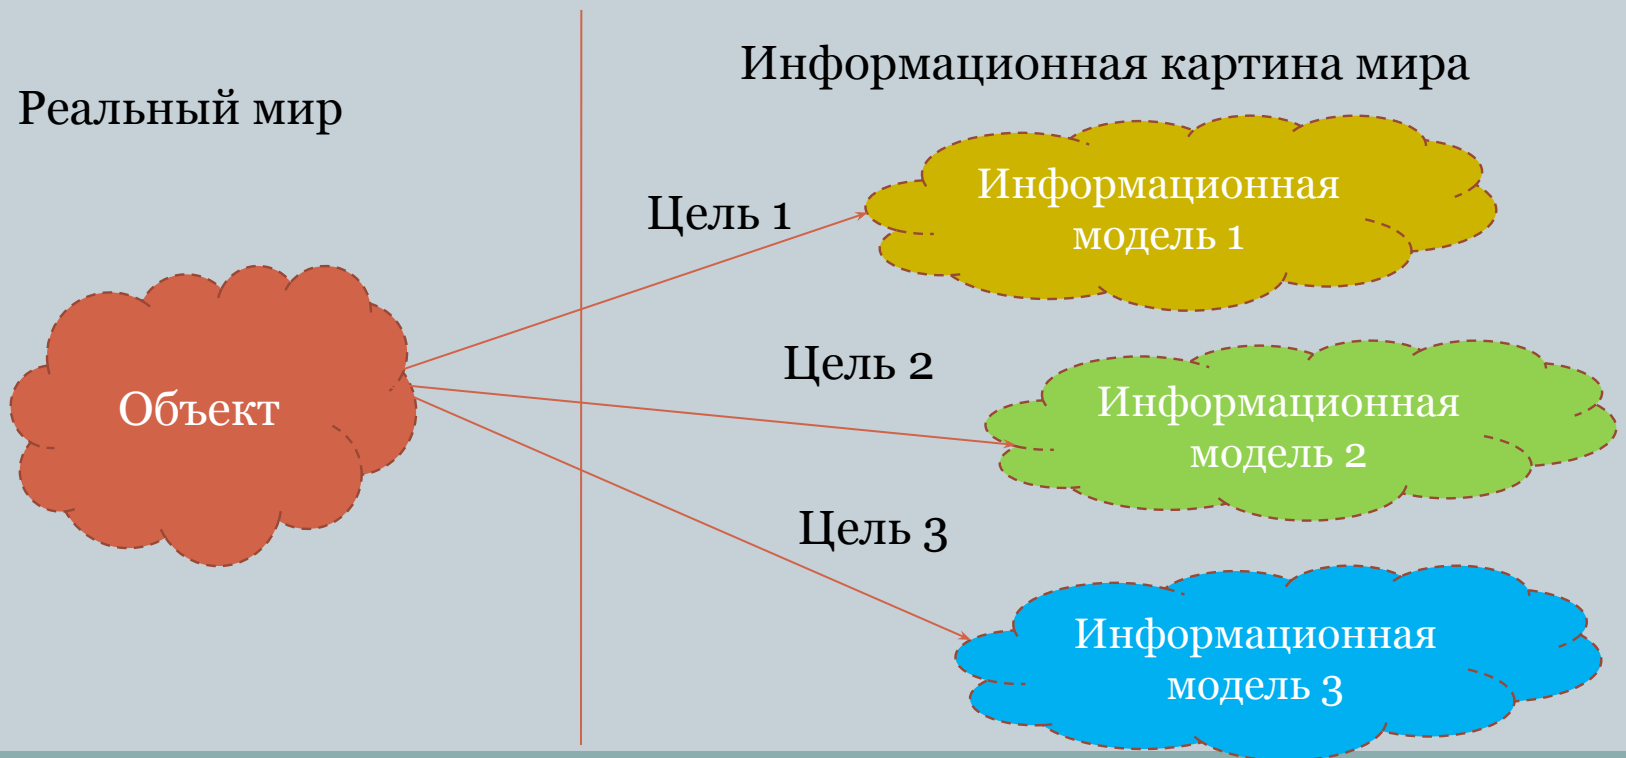 Информационная картина мира
Реальный мир
Информационная
модель 1
Цель 1
Цель 2
Информационная
модель 2
Объект
Цель 3
Информационная
модель 3